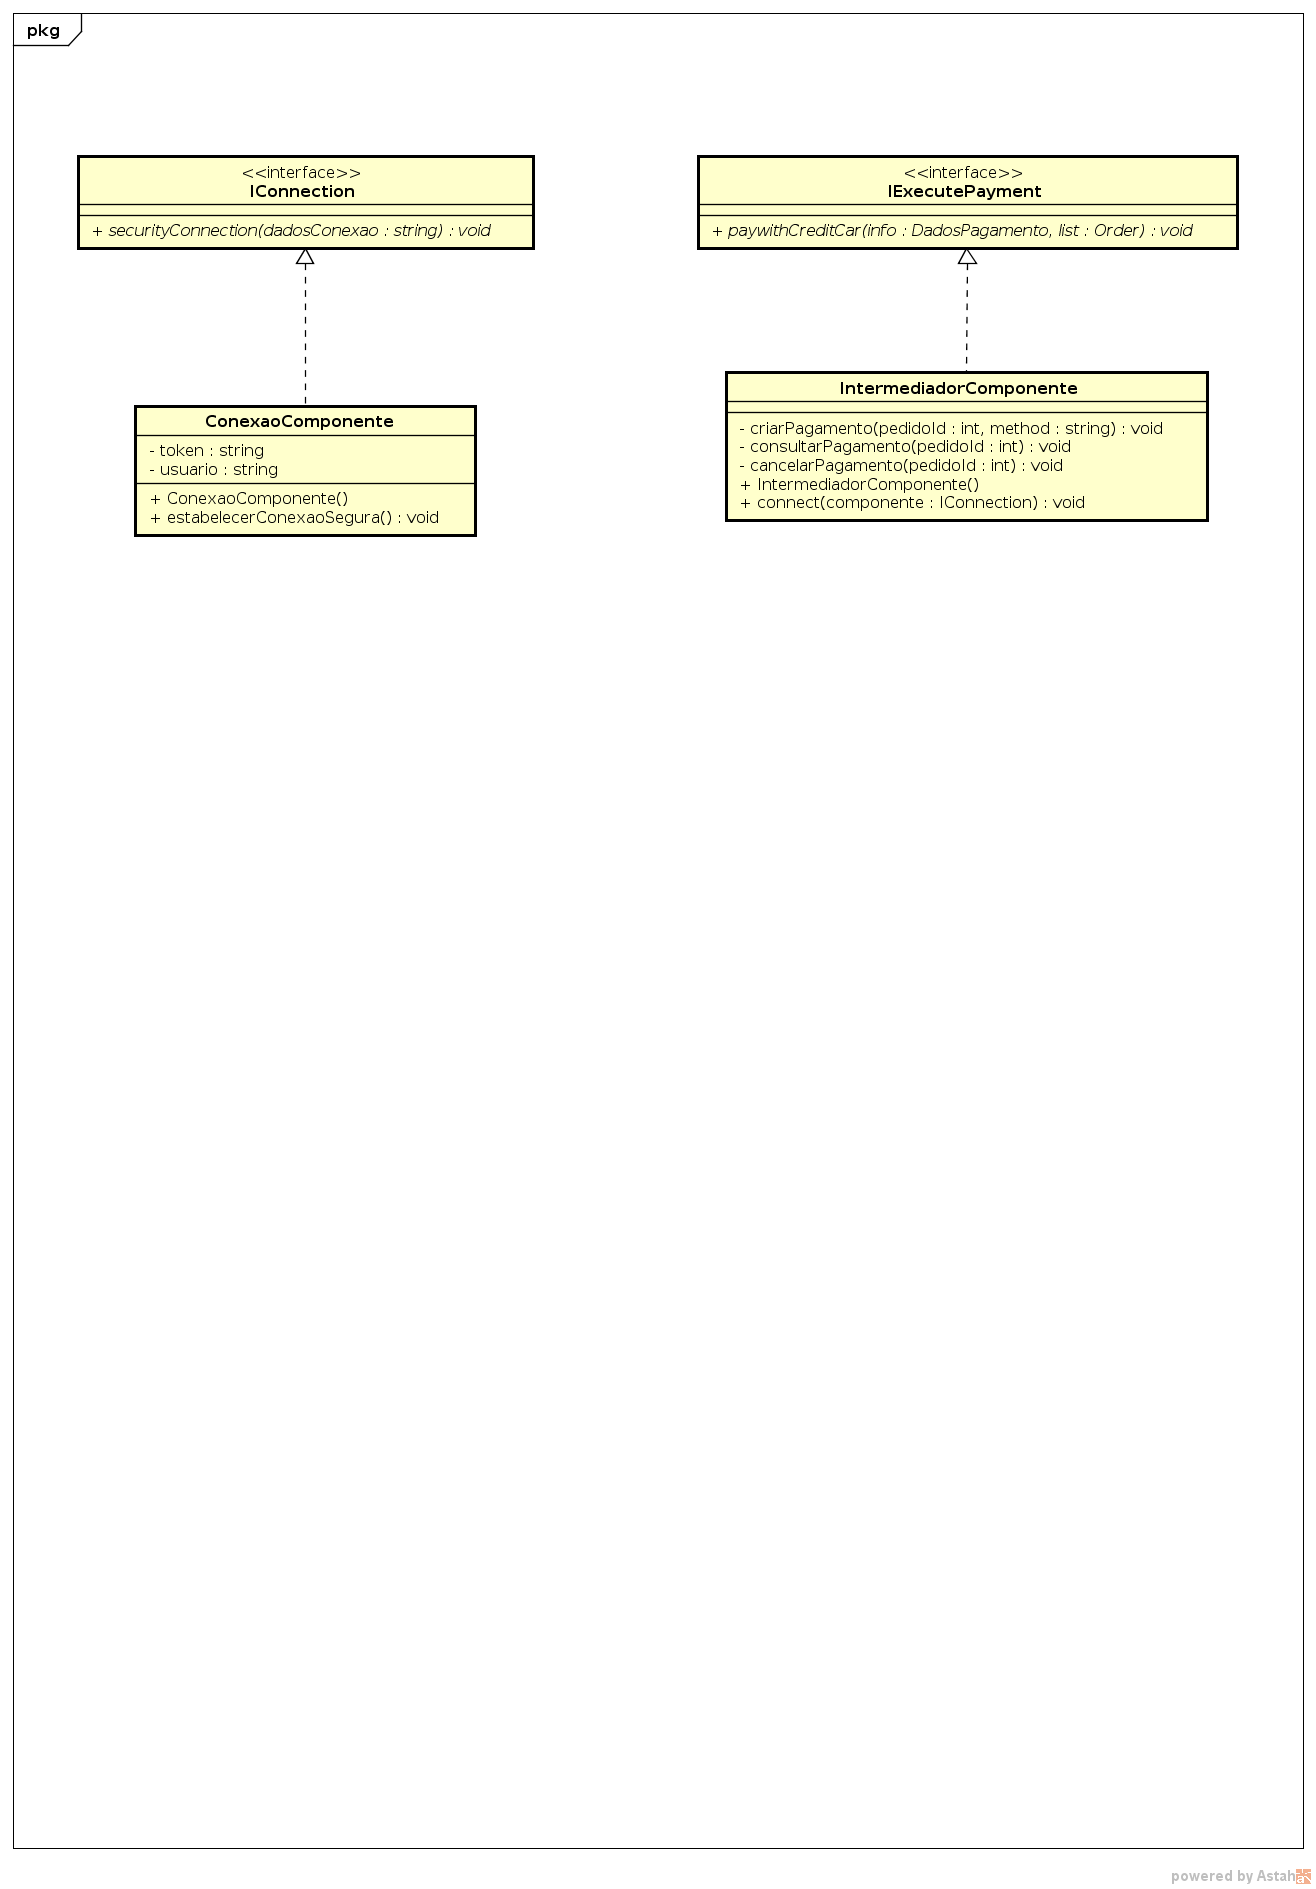 pkg
<<interface>>
IConnection
+ securityConnection(dadosConexao : string) : void
<<interface>>
IExecutePayment
+ paywithCreditCar(info : DadosPagamento, list : Order) : void
ConexaoComponente
- token : string
- usuario : string
+ ConexaoComponente()
+ estabelecerConexaoSegura() : void
IntermediadorComponente
- criarPagamento(pedidoId : int, method : string) : void
- consultarPagamento(pedidoId : int) : void
- cancelarPagamento(pedidoId : int) : void
+ IntermediadorComponente()
+ connect(componente : IConnection) : void
powered by Astah